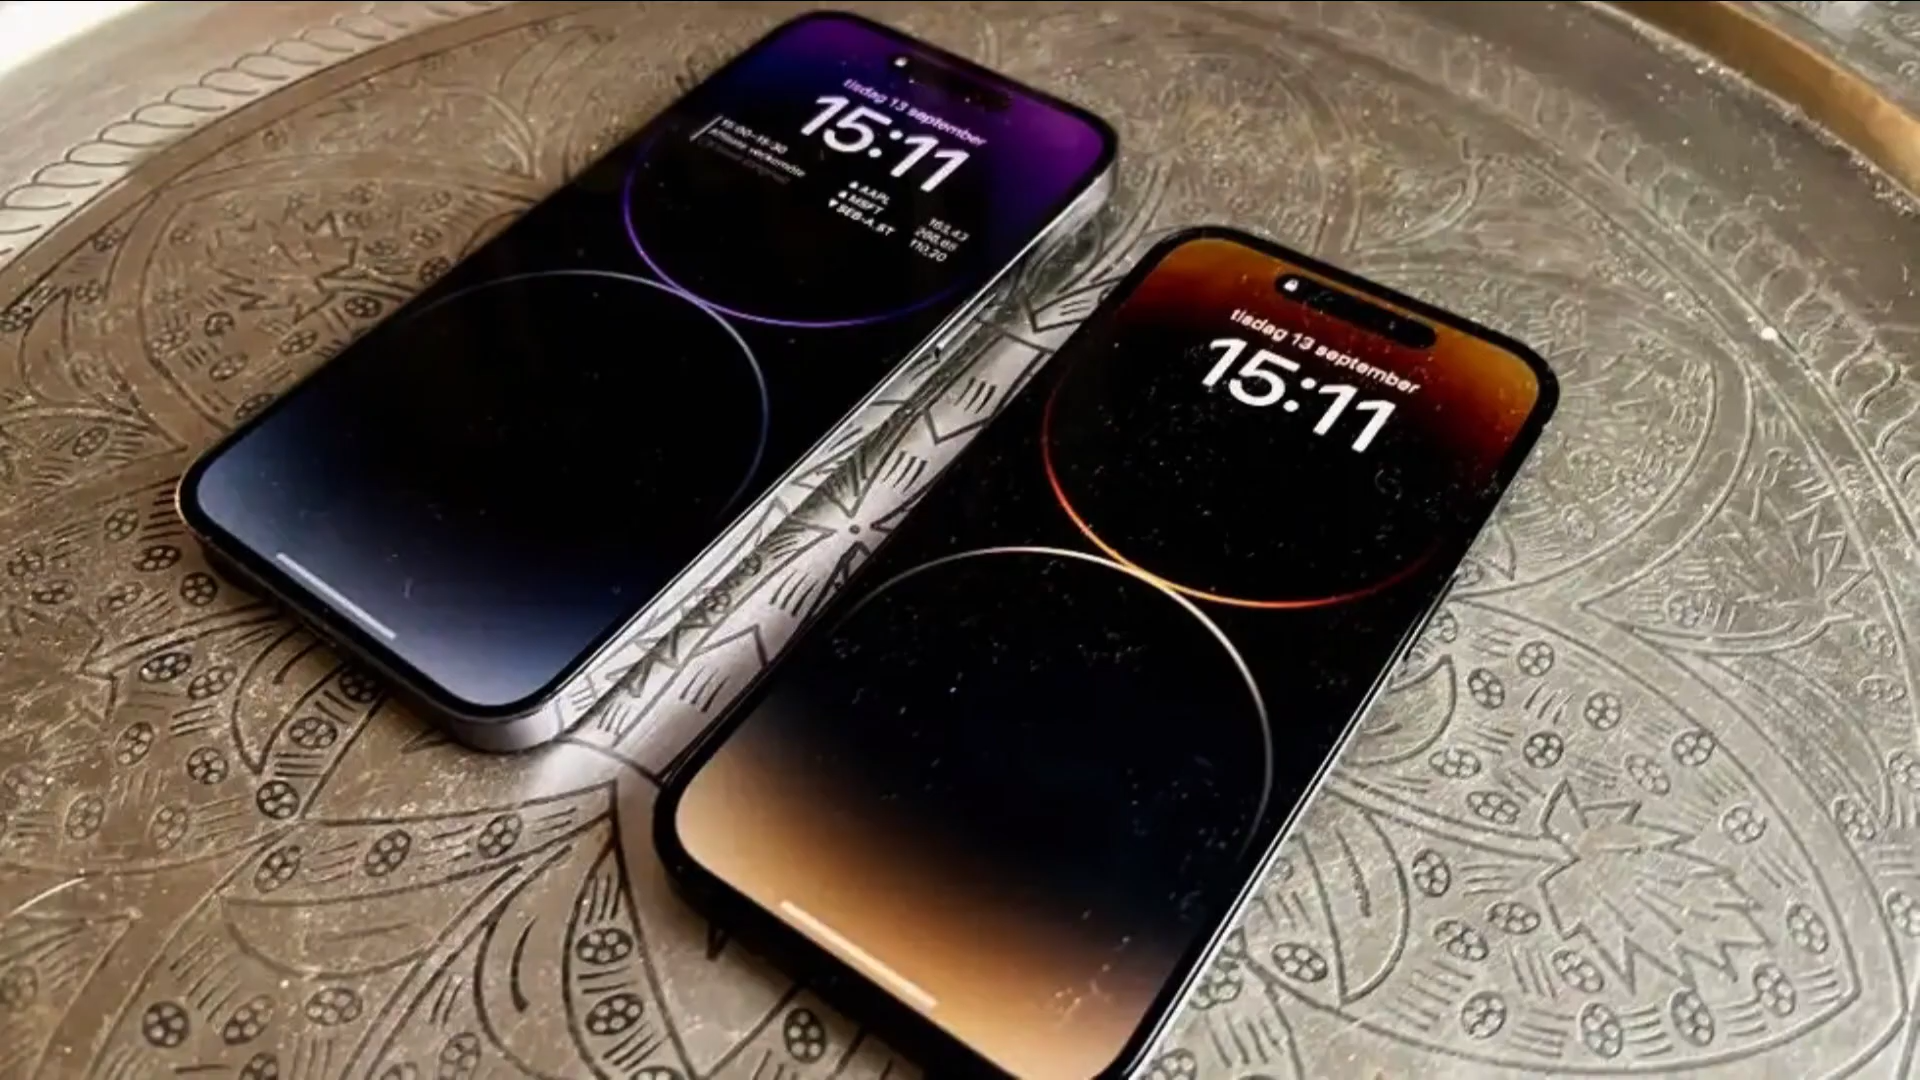 tisdag 13 september
15:11
15:00–15:30
AAPL 163,47
MSFT 266,65
SEB-A.ST 110,20
tisdag 13 september
15:11